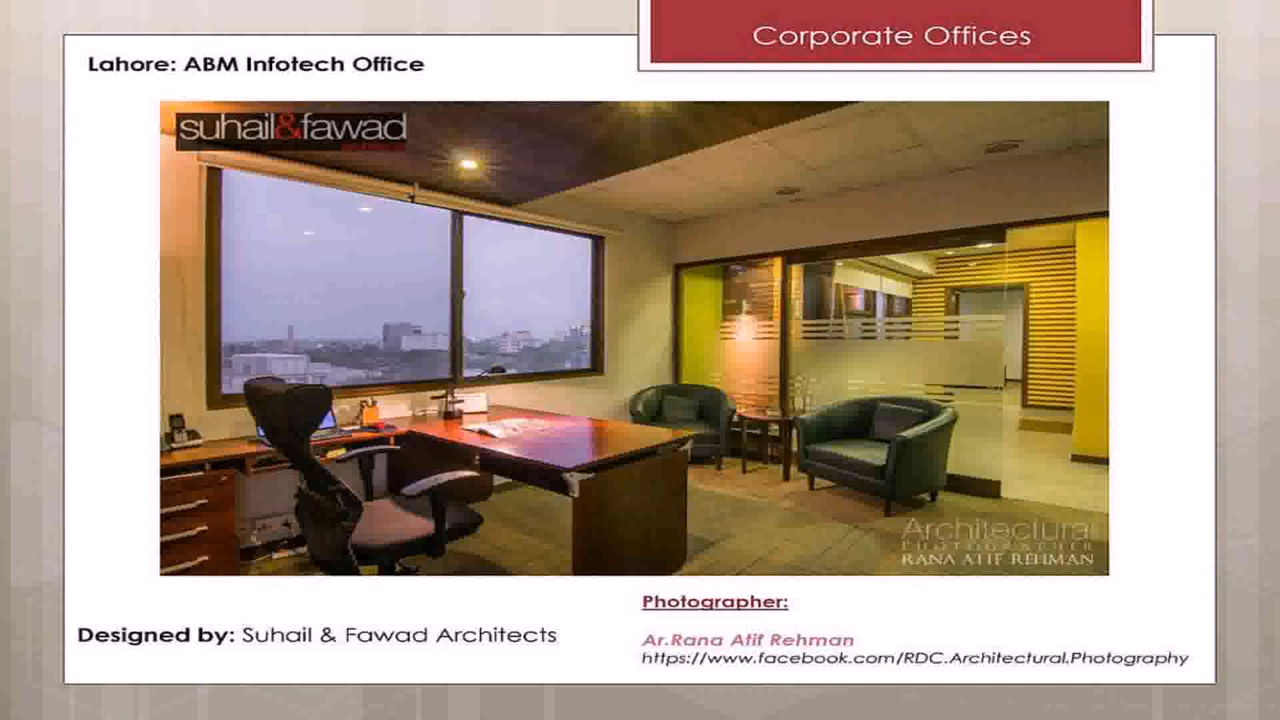 Corporate Offices
Lahore: ABM Infotech Office
suhail&fawad
Architectural
PHOTOGRAPHER
RANA ATIF REHMAN
Photographer:
Designed by: Suhail & Fawad Architects
Ar.Rana Atif Rehman
https://www.facebook.com/RDC.Architectural.Photography